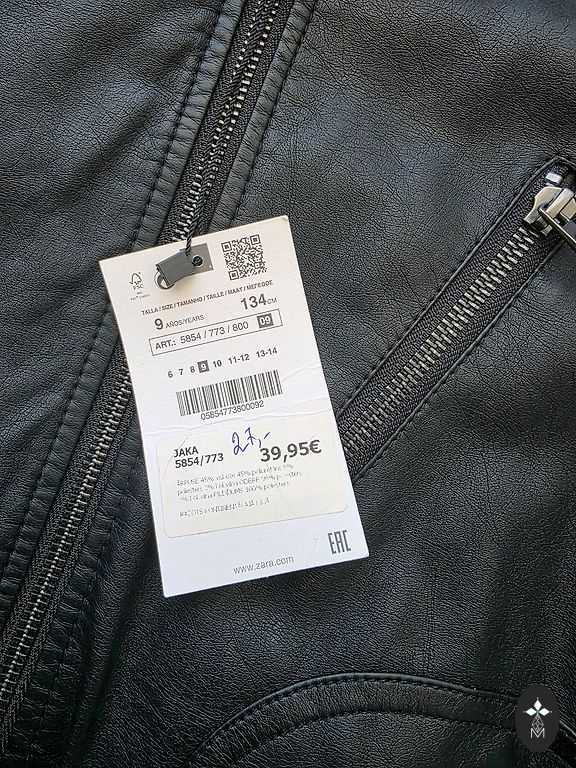 FSC
TALLA / SIZE / TAMANHO / TAILLE / MAAT / ΜΕΓΕΘΟΣ
9 AÑOS/YEARS 134 CM
ART.: 5854 / 773 / 800 09
6 7 8 9 10 11-12 13-14
05854773800092
JAKA 27,-
5854/773 39,95€
EAC
www.zara.com
M